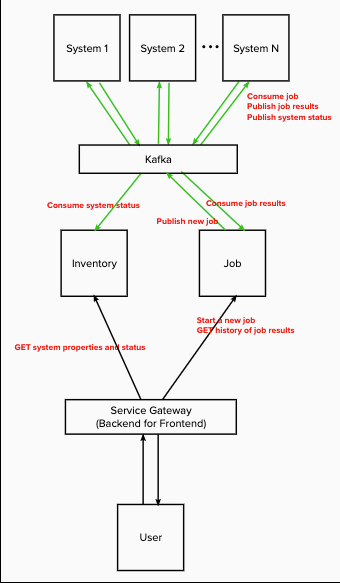 System 1
System 2
...
System N
Consume job
Publish job results
Publish system status
Kafka
Consume system status
Consume job results
Publish new job
Inventory
Job
Start a new job
GET history of job results
GET system properties and status
Service Gateway
(Backend for Frontend)
User